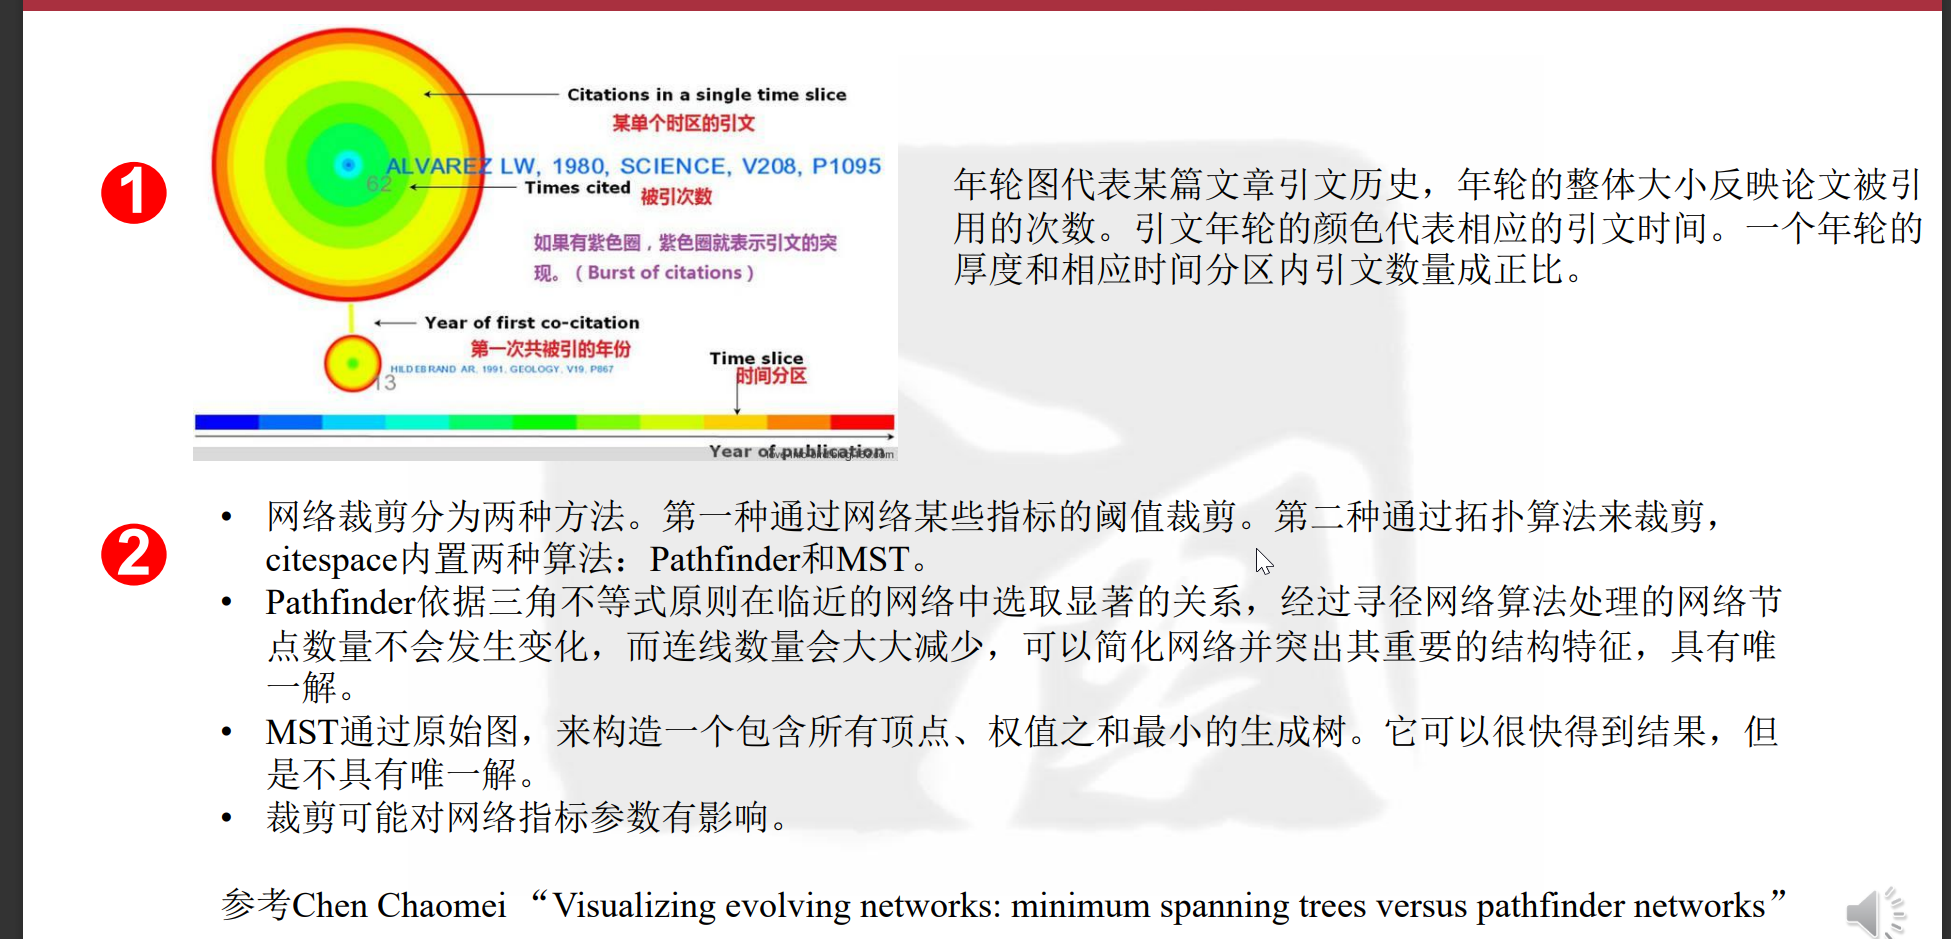 Citations in a single time slice
某单个时区的引文
1
ALVAREZ LW, 1980, SCIENCE, V208, P1095
62
Times cited
被引次数
如果有紫色圈，紫色圈就表示引文的突
现。（Burst of citations）
Year of first co-citation
第一次共被引的年份
HILDEBRAND AR, 1991, GEOLOGY, V19, P867
13
Time slice
时间分区
Year of publication
年轮图代表某篇文章引文历史，年轮的整体大小反映论文被引
用的次数。引文年轮的颜色代表相应的引文时间。一个年轮的
厚度和相应时间分区内引文数量成正比。
2
• 网络裁剪分为两种方法。第一种通过网络某些指标的阈值裁剪。第二种通过拓扑算法来裁剪，
citespace内置两种算法：Pathfinder和MST。
• Pathfinder依据三角不等式原则在临近的网络中选取显著的关系，经过寻径网络算法处理的网络节
点数量不会发生变化，而连线数量会大大减少，可以简化网络并突出其重要的结构特征，具有唯
一解。
• MST通过原始图，来构造一个包含所有顶点、权值之和最小的生成树。它可以很快得到结果，但
是不具有唯一解。
• 裁剪可能对网络指标参数有影响。
参考Chen Chaomei “Visualizing evolving networks: minimum spanning trees versus pathfinder networks”